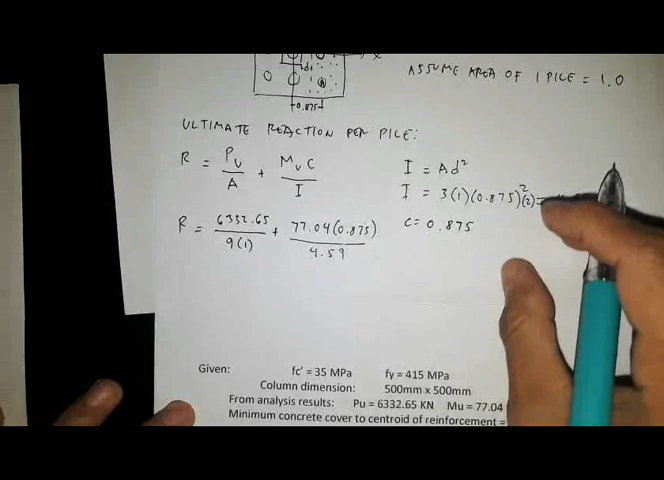 x
d₁
0.875
ASSUME AREA OF 1 PILE = 1.0
ULTIMATE REACTION PER PILE:
R = Pu / A + Mu C / I
I = Ad²
I = 3(1)(0.875)²(2)=
R = 6332.65 / 9(1) + 77.04(0.875) / 4.59
C = 0.875
Given: fc' = 35 MPa fy = 415 MPa
Column dimension: 500mm x 500mm
From analysis results: Pu = 6332.65 KN Mu = 77.04
Minimum concrete cover to centroid of reinforcement =